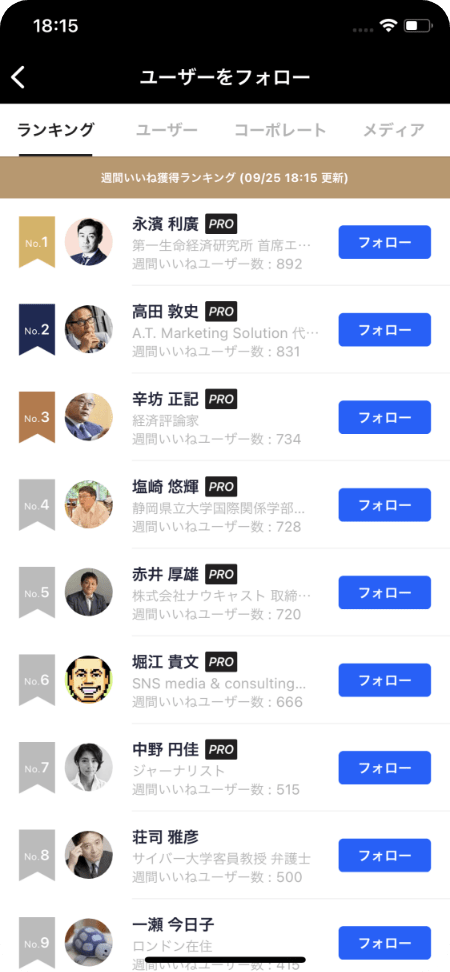 18:15
ユーザーをフォロー
ランキング ユーザー コーポレート メディア
週間いいね獲得ランキング (09/25 18:15 更新)
No.1
永濱 利廣 PRO
第一生命経済研究所 首席エ…
週間いいねユーザー数 : 892
フォロー
No.2
高田 敦史 PRO
A.T. Marketing Solution 代…
週間いいねユーザー数 : 831
フォロー
No.3
辛坊 正記 PRO
経済評論家
週間いいねユーザー数 : 734
フォロー
No.4
塩崎 悠輝 PRO
静岡県立大学国際関係学部…
週間いいねユーザー数 : 728
フォロー
No.5
赤井 厚雄 PRO
株式会社ナウキャスト 取締…
週間いいねユーザー数 : 720
フォロー
No.6
堀江 貴文 PRO
SNS media & consulting…
週間いいねユーザー数 : 666
フォロー
No.7
中野 円佳 PRO
ジャーナリスト
週間いいねユーザー数 : 515
フォロー
No.8
荘司 雅彦
サイバー大学客員教授 弁護士
週間いいねユーザー数 : 500
フォロー
No.9
一瀬 今日子
ロンドン在住
週間いいねユーザー数 : 415
フォロー